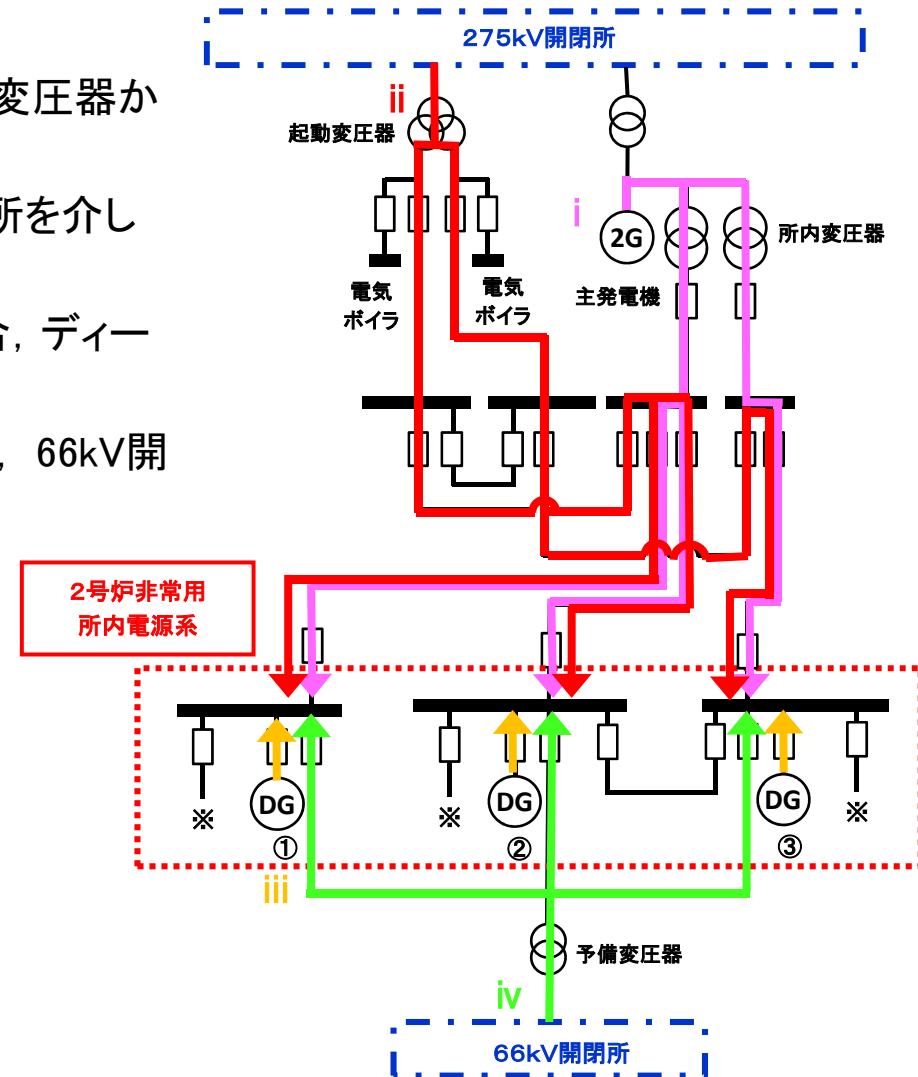 275kV開閉所
変圧器か
ii
起動変圧器
所を介し
i
2G
所内変圧器
主発電機
電気
ボイラ
電気
ボイラ
合，ディー
，66kV開
2号炉非常用
所内電源系
DG
DG
DG
※
※
※
①
②
③
iii
予備変圧器
iv
66kV開閉所